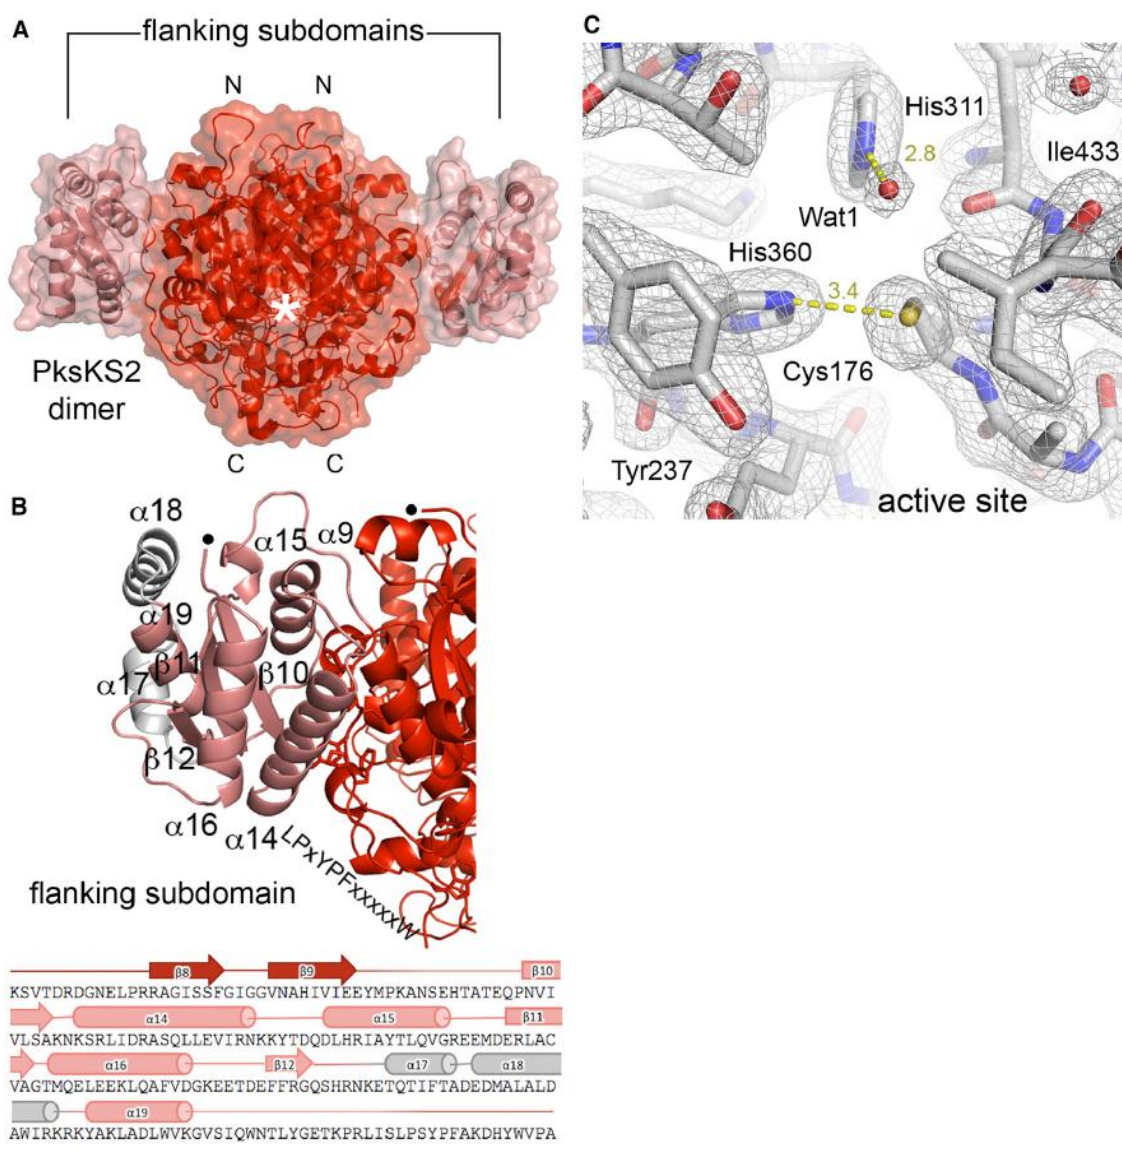 A
flanking subdomains
N N
*
PksKS2
dimer
C C
B
α18
α15 α9
α19
β11
β10
α17
β12
α16
α14
LPxYPFxxxxxW
flanking subdomain
β8 β9 β10
KSVTDRDGNELPRRAGISSFGIGGVNAHIVIEEYMPKANSEHTATEQPNVI
α14 α15 β11
VLSAKNKSRLIDRASQLLEVIRNKKYTDQDLHRIAYTLQVGREEMDERLAC
α16 β12 α17 α18
VAGTMQELEEKLQAFVDGKEETDEFFRGQSHRNKETQTIFTADEDMALALD
α19
AWIRKRKYAKLADLWVKGVSIQWNTLYGETKPRLISLPSYPFAKDHYWVPA
C
His311
2.8
Ile433
Wat1
His360
3.4
Cys176
Tyr237
active site